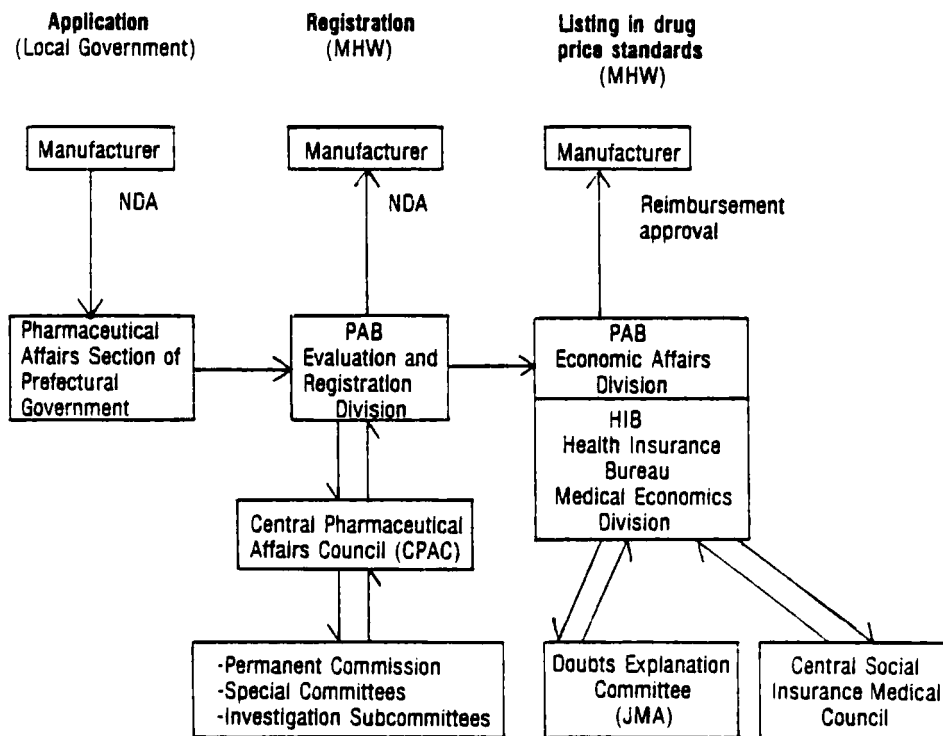 Application
(Local Government)
Registration
(MHW)
Listing in drug
price standards
(MHW)
Manufacturer
Manufacturer
Manufacturer
NDA
NDA
Reimbursement
approval
Pharmaceutical
Affairs Section of
Prefectural
Government
PAB
Evaluation and
Registration
Division
PAB
Economic Affairs
Division
HIB
Health Insurance
Bureau
Medical Economics
Division
Central Pharmaceutical
Affairs Council (CPAC)
-Permanent Commission
-Special Committees
-Investigation Subcommittees
Doubts Explanation
Committee
(JMA)
Central Social
Insurance Medical
Council